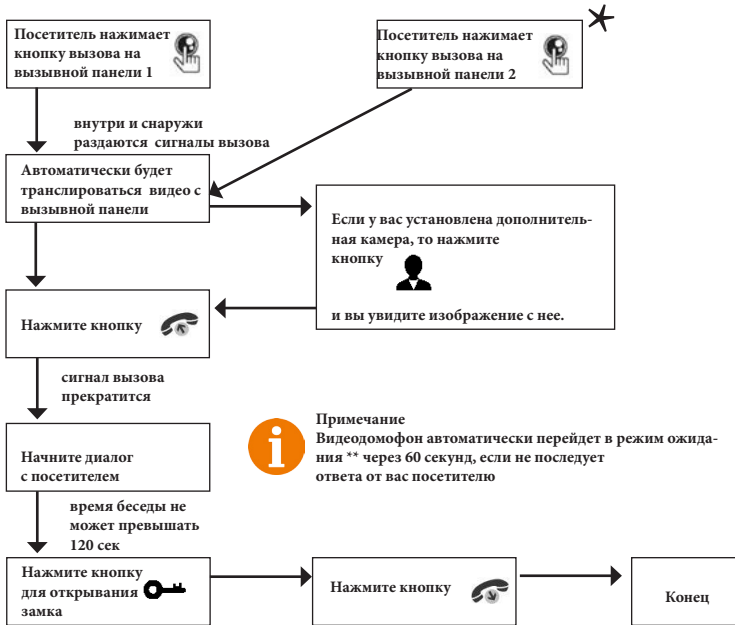 Посетитель нажимает
кнопку вызова на
вызывной панели 1
Посетитель нажимает
кнопку вызова на
вызывной панели 2
внутри и снаружи
раздаются сигналы вызова
Автоматически будет
транслироваться видео с
вызывной панели
Если у вас установлена дополнитель-
ная камера, то нажмите
кнопку
и вы увидите изображение с нее.
Нажмите кнопку
сигнал вызова
прекратится
Примечание
Видеодомофон автоматически перейдет в режим ожида-
ния ** через 60 секунд, если не последует
ответа от вас посетителю
Начните диалог
с посетителем
время беседы не
может превышать
120 сек
Нажмите кнопку
для открывания
замка
Нажмите кнопку
Конец